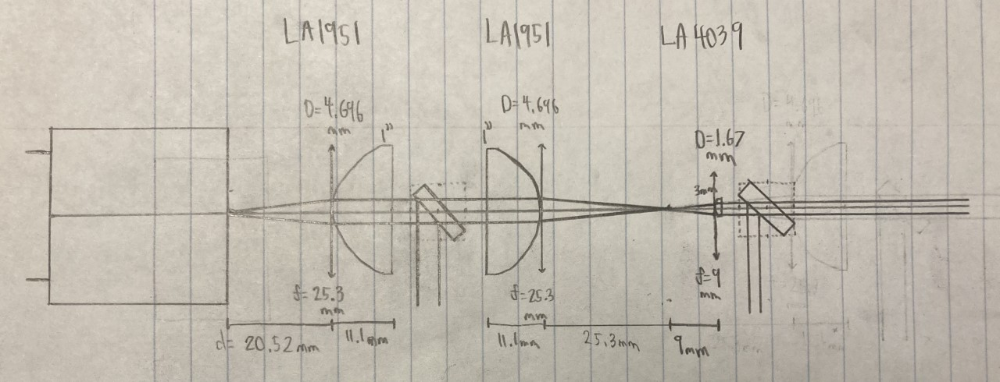 LA1951
LA1951
LA4039
D=4.696
mm
1"
D=4.696
mm
1"
D=1.67
mm
3mm
f=25.3
mm
f=25.3
mm
f=9
mm
d= 20.52mm
11.1mm
11.1mm
25.3mm
9mm